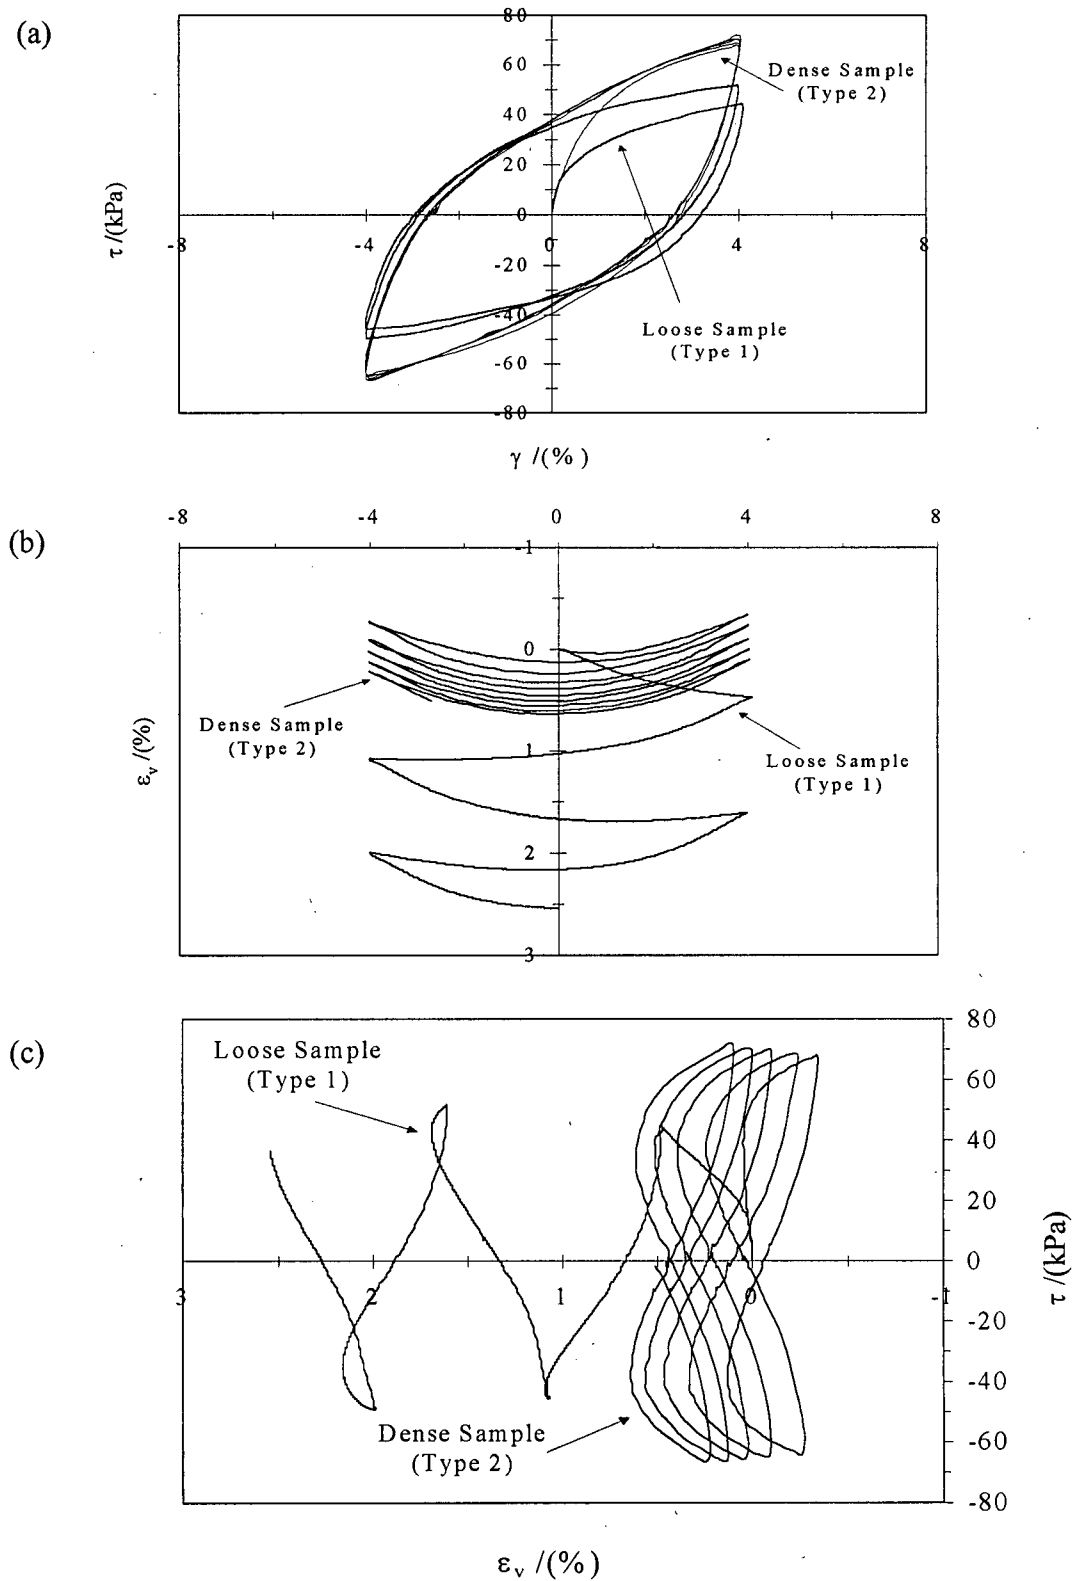 (a)
80
60
40
20
0
-20
-40
-60
-80
-8
-4
0
4
8
τ /(kPa)
γ /(%)
Dense Sample
(Type 2)
Loose Sample
(Type 1)
(b)
-8
-4
0
4
8
-1
0
1
2
3
εv /(%)
Dense Sample
(Type 2)
Loose Sample
(Type 1)
(c)
Loose Sample
(Type 1)
80
60
40
20
0
-20
-40
-60
-80
3
2
1
0
-1
τ /(kPa)
Dense Sample
(Type 2)
εv /(%)